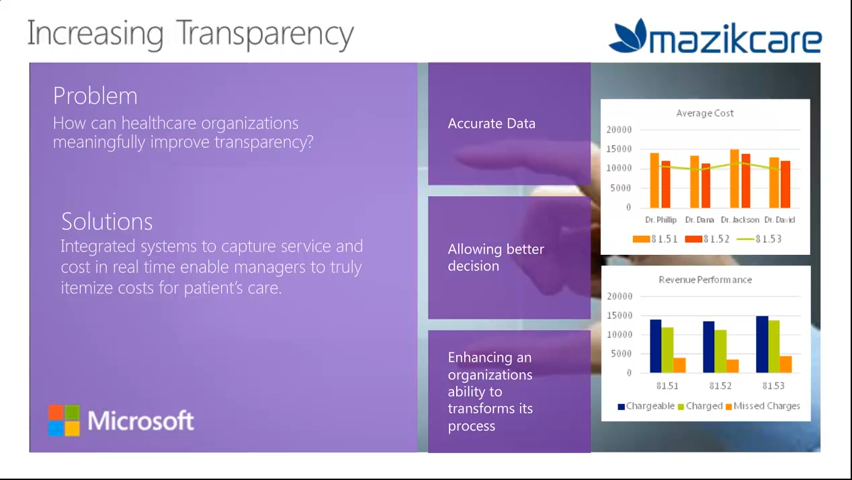 Increasing Transparency
mazikcare
Problem
How can healthcare organizations
meaningfully improve transparency?
Solutions
Integrated systems to capture service and
cost in real time enable managers to truly
itemize costs for patient's care.
Microsoft
Accurate Data
Allowing better
decision
Enhancing an
organizations
ability to
transforms its
process
Average Cost
20000
15000
10000
5000
0
Dr. Phillip Dr. Dana Dr. Jackson Dr. David
81.51 81.52 81.53
Revenue Performance
20000
15000
10000
5000
0
81.51 81.52 81.53
Chargeable Charged Missed Charges